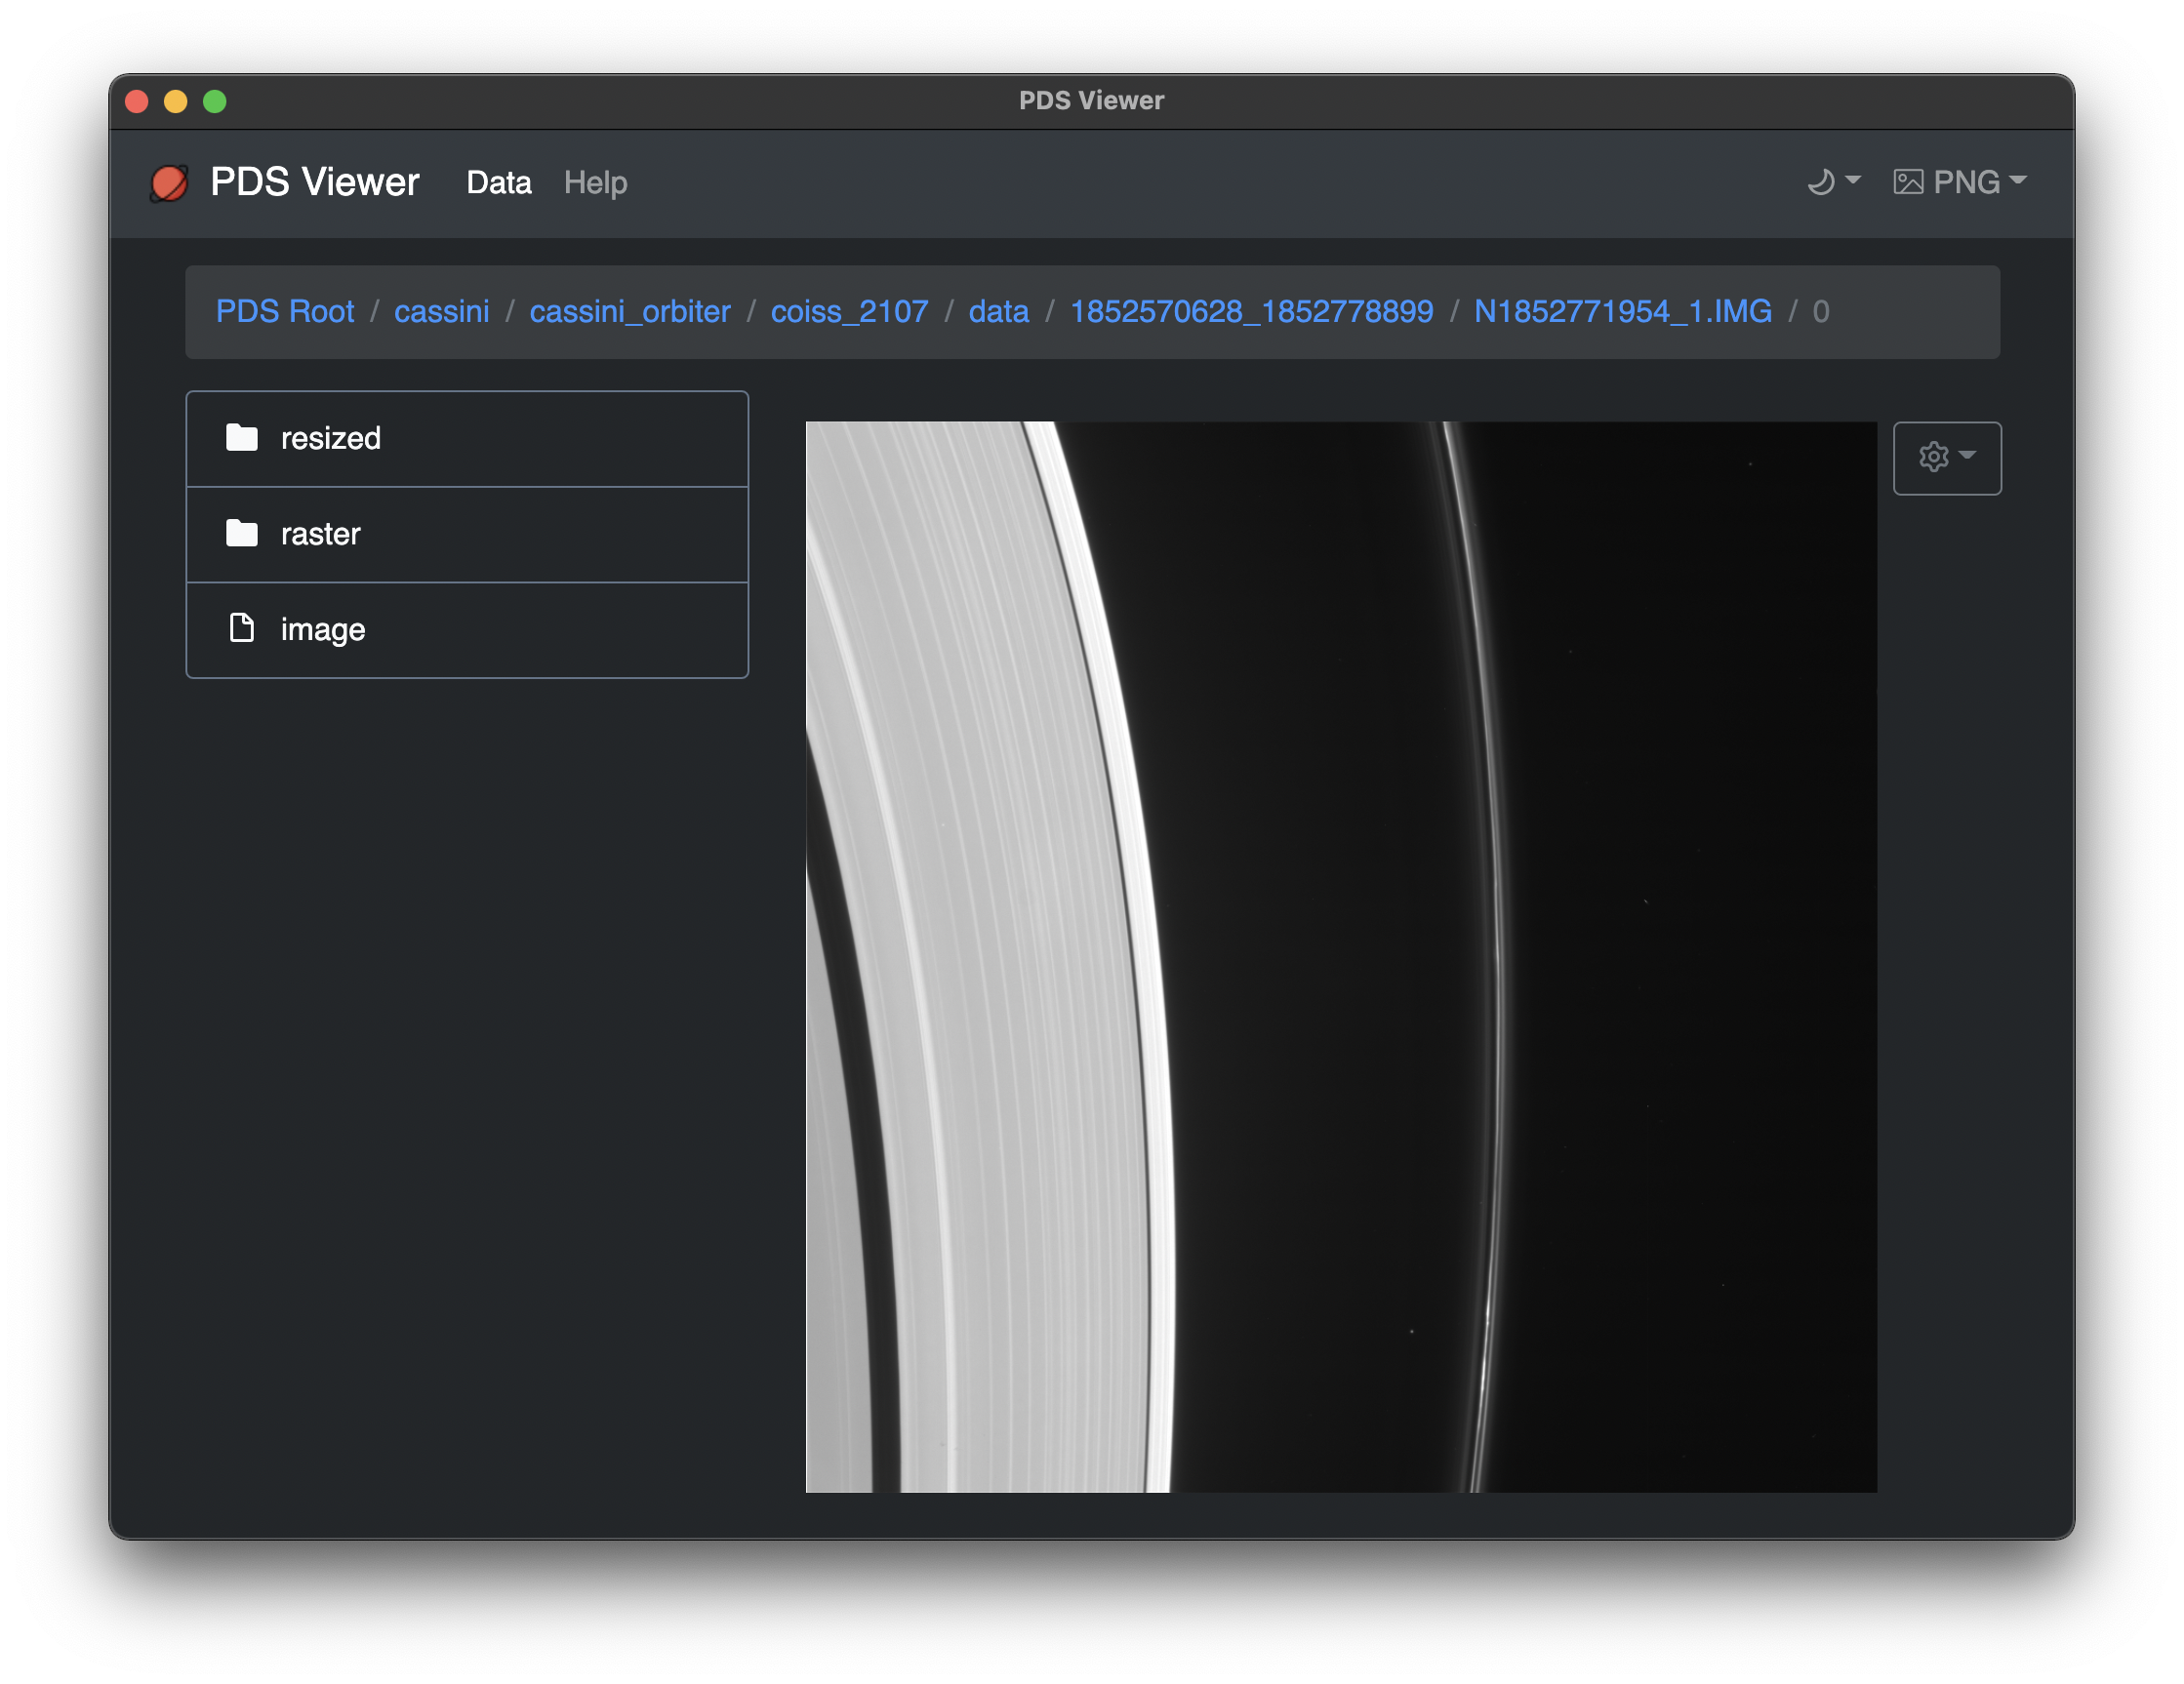 PDS Viewer
PDS Viewer Data Help PNG
PDS Root / cassini / cassini_orbiter / coiss_2107 / data / 1852570628_1852778899 / N1852771954_1.IMG / 0
resized
raster
image